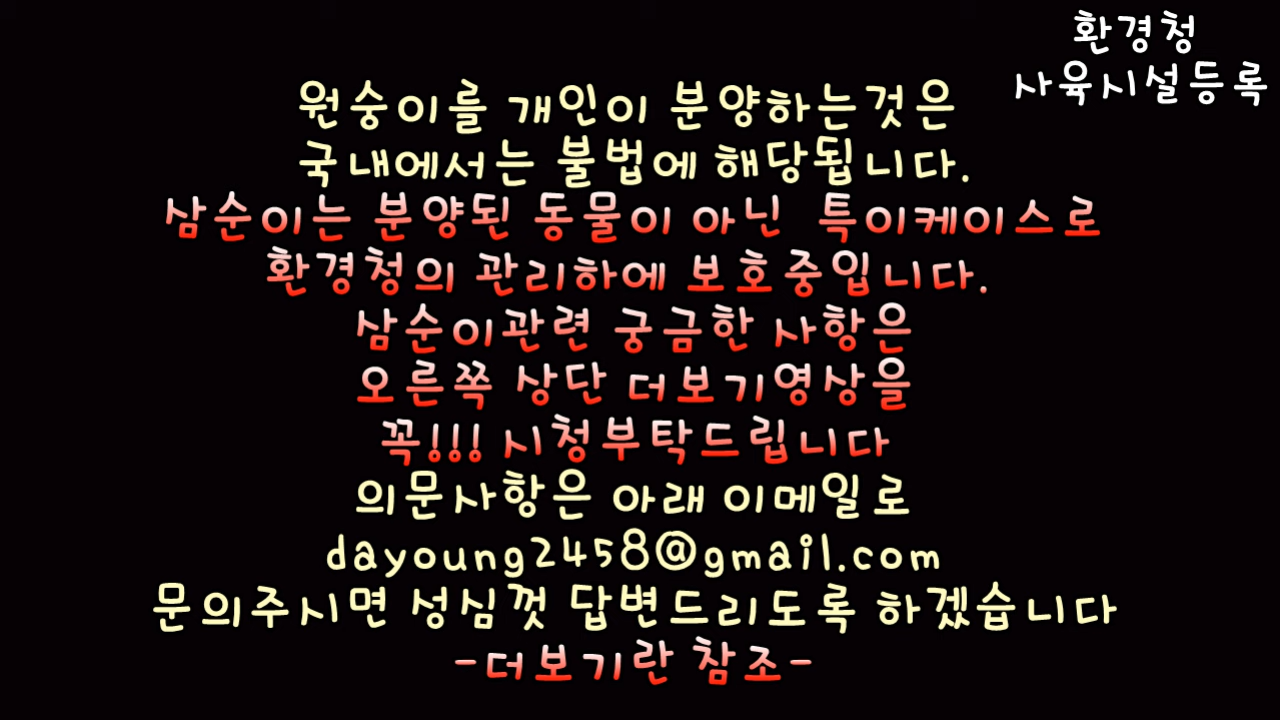 환경청
사육시설등록
원숭이를 개인이 분양하는것은
국내에서는 불법에 해당됩니다.
삼순이는 분양된 동물이 아닌 특이케이스로
환경청의 관리하에 보호중입니다.
삼순이관련 궁금한 사항은
오른쪽 상단 더보기영상을
꼭!!! 시청부탁드립니다
의문사항은 아래 이메일로
dayoung2458@gmail.com
문의주시면 성심껏 답변드리도록 하겠습니다
-더보기란 참조-